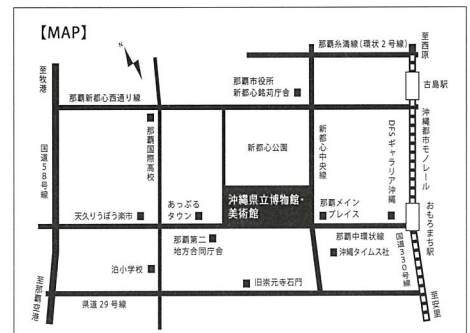 【MAP】
N
至牧港
那覇糸満線(環状2号線)
至西原
古島駅
那覇市役所
新都心銘苅庁舎
那覇新都心西通り線
国道58号線
那覇国際高校
新都心公園
新都心中央線
DFSギャラリア沖縄
沖縄都市モノレール
あっぷる
タウン
沖縄県立博物館・
美術館
那覇メイン
プレイス
天久りうぼう楽市
おもろまち駅
那覇第二
地方合同庁舎
那覇中環状線
沖縄タイムス社
国道330号線
泊小学校
旧崇元寺石門
至那覇空港
県道29号線
至安里